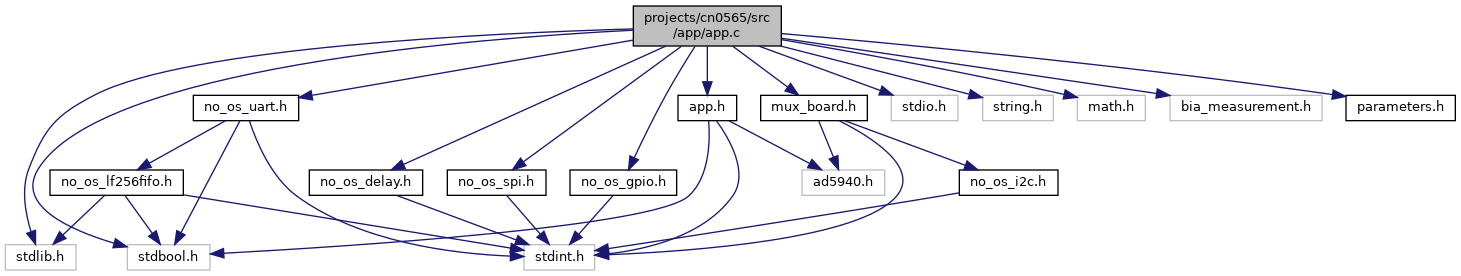 projects/cn0565/src
/app/app.c
no_os_uart.h
app.h
mux_board.h
stdio.h
string.h
math.h
bia_measurement.h
parameters.h
no_os_lf256fifo.h
no_os_delay.h
no_os_spi.h
no_os_gpio.h
ad5940.h
no_os_i2c.h
stdlib.h
stdbool.h
stdint.h